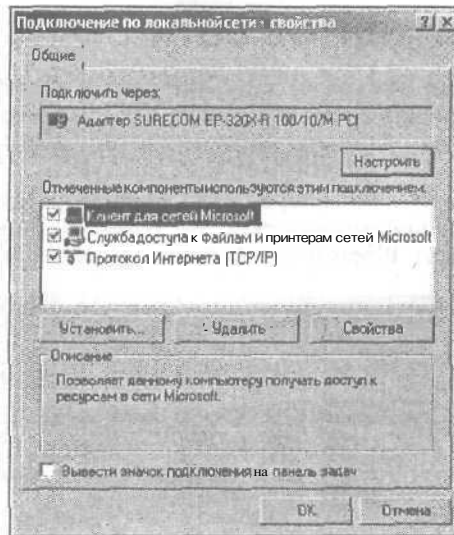 Подключение по локальной сети - свойства
Общие
Подключить через:
Адаптер SURECOM EP-320X-R 100/10/M PCI
Настроить
Отмеченные компоненты используются этим подключением:
Клиент для сетей Microsoft
Служба доступа к файлам и принтерам сетей Microsoft
Протокол Интернета (TCP/IP)
Установить...
Удалить
Свойства
Описание
Позволяет данному компьютеру получать доступ к
ресурсам в сети Microsoft.
Вывести значок подключения на панель задач
OK
Отмена